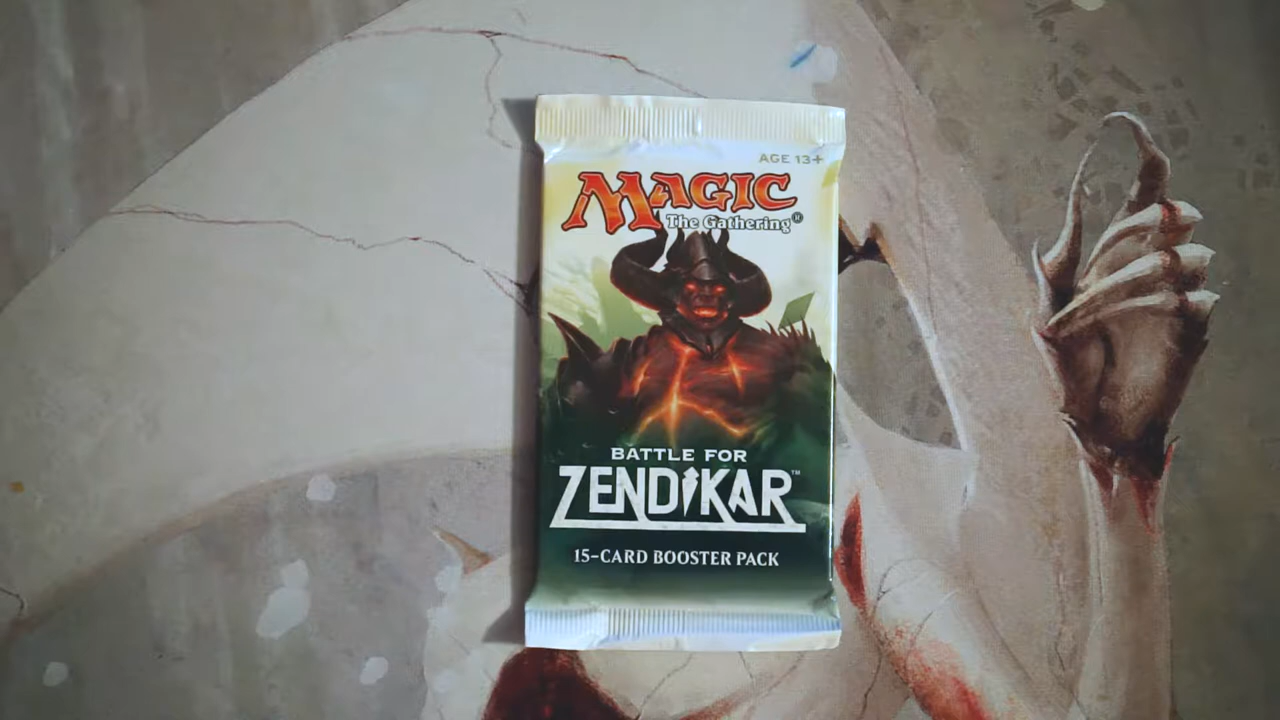 AGE 13+
MAGIC
The Gathering®
BATTLE FOR
ZENDIKAR™
15-CARD BOOSTER PACK